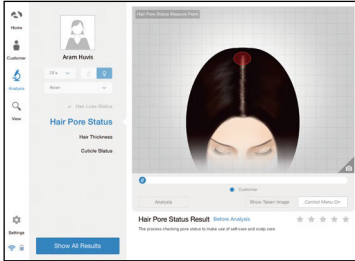 Home
Customer
Analysis
View
Settings
Aram Huvis
20's
Asian
Hair Loss Status
Hair Pore Status
Hair Thickness
Cuticle Status
Show All Results
Hair Pore Status Measure Point
Customer
Analysis
Show Taken Image
Control Menu On
Hair Pore Status Result Before Analysis
The process checking pore status to make use of self-care and scalp care.